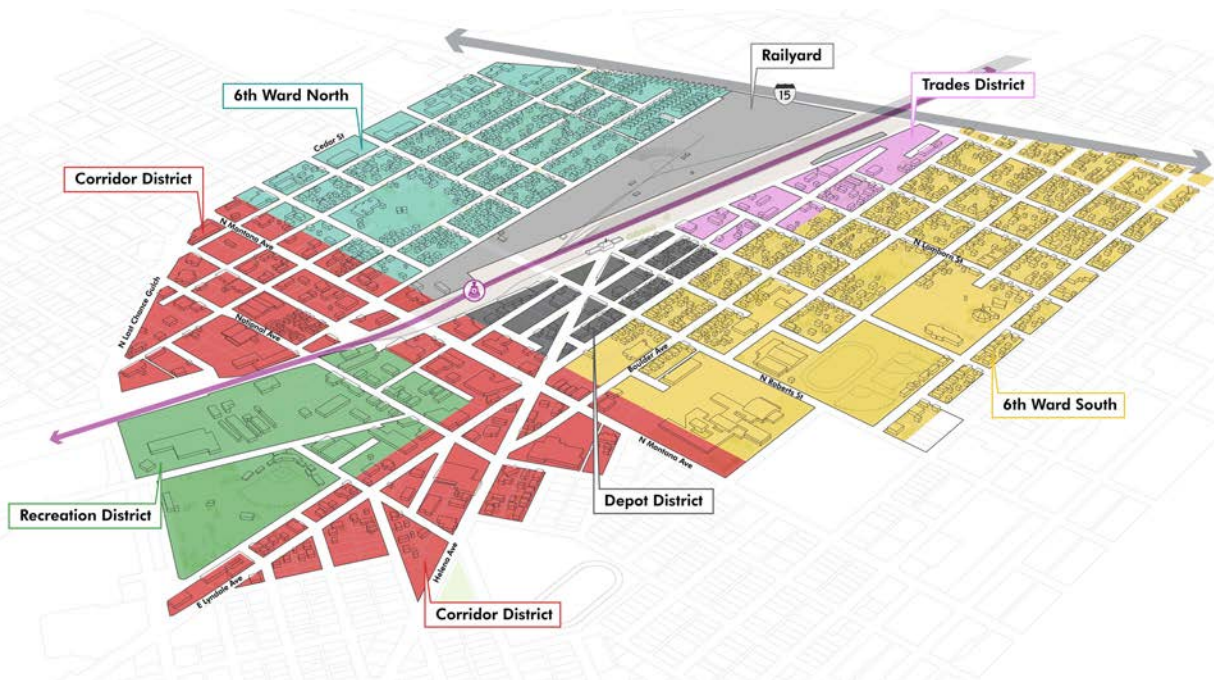 Railyard
15
Trades District
6th Ward North
Cedar St
Corridor District
N Montana Ave
N Last Chance Gulch
National Ave
N Lamborn St
Boulder Ave
N Roberts St
6th Ward South
N Montana Ave
Depot District
Recreation District
Helena Ave
E Lyndale Ave
Corridor District